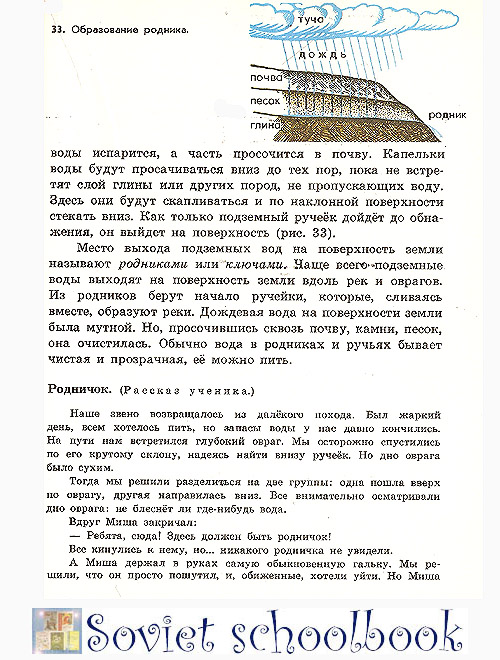 33. Образование родника.
туча
дождь
почва
песок
родник
глина
воды испарится, а часть просочится в почву. Капельки
воды будут просачиваться вниз до тех пор, пока не встре-
тят слой глины или других пород, не пропускающих воду.
Здесь они будут скапливаться и по наклонной поверхности
стекать вниз. Как только подземный ручеёк дойдёт до обна-
жения, он выйдет на поверхность (рис. 33).
Место выхода подземных вод на поверхность земли
называют родниками или ключами. Чаще всего подземные
воды выходят на поверхность земли вдоль рек и оврагов.
Из родников берут начало ручейки, которые, сливаясь
вместе, образуют реки. Дождевая вода на поверхности земли
была мутной. Но, просочившись сквозь почву, камни, песок,
она очистилась. Обычно вода в родниках и ручьях бывает
чистая и прозрачная, её можно пить.
Родничок. (Рассказ ученика.)
Наше звено возвращалось из далёкого похода. Был жаркий
день, всем хотелось пить, но запасы воды у нас давно кончились.
На пути нам встретился глубокий овраг. Мы осторожно спустились
по его крутому склону, надеясь найти внизу ручеёк. Но дно оврага
было сухим.
Тогда мы решили разделиться на две группы: одна пошла вверх
по оврагу, другая направилась вниз. Все внимательно осматривали
дно оврага: не блеснёт ли где-нибудь вода.
Вдруг Миша закричал:
— Ребята, сюда! Здесь должен быть родничок!
Все кинулись к нему, но... никакого родничка не увидели.
А Миша держал в руках самую обыкновенную гальку. Мы ре-
шили, что он просто пошутил, и, обиженные, хотели уйти. Но Миша
Soviet schoolbook